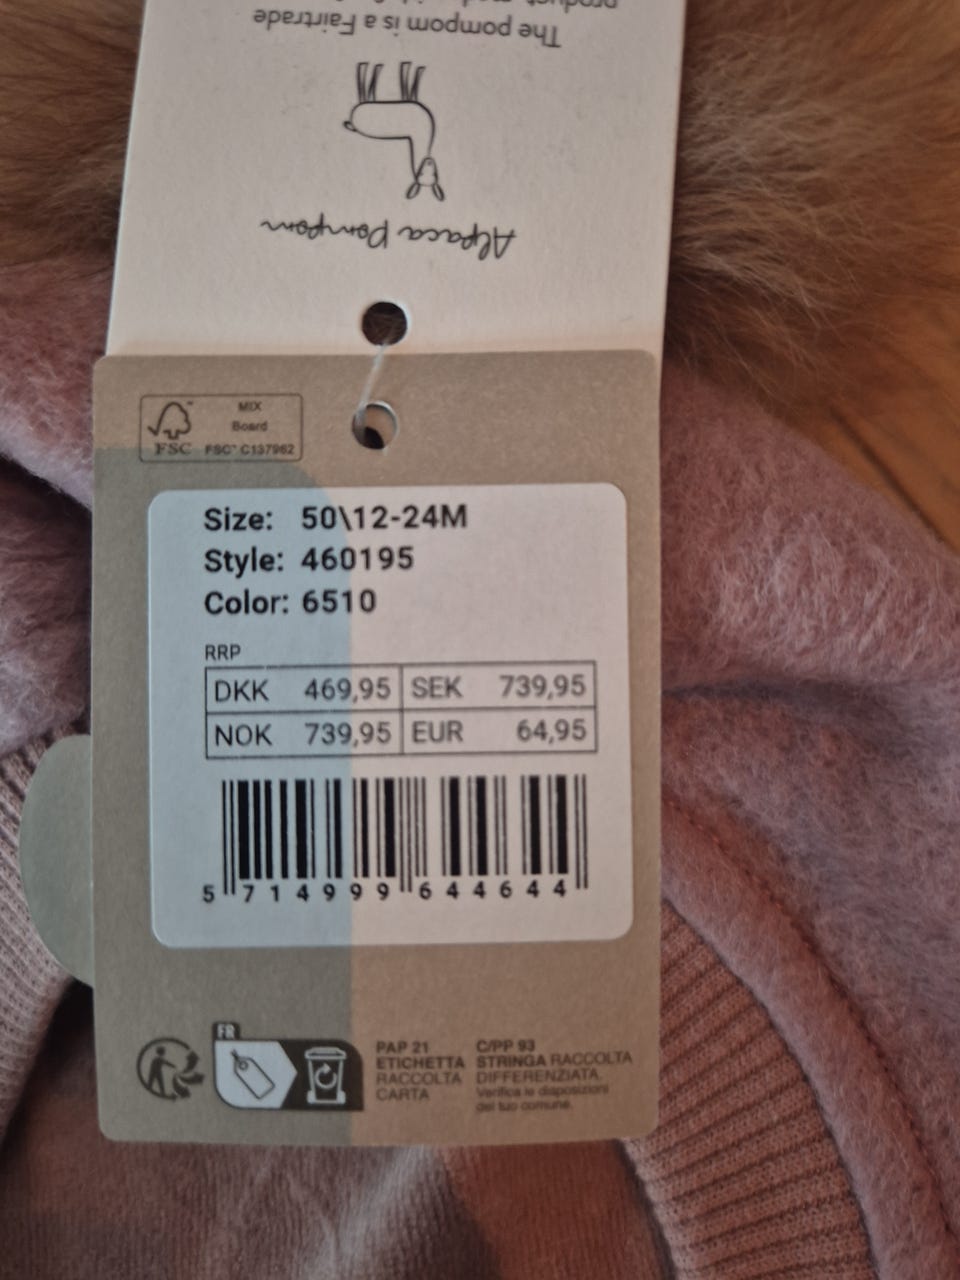 product, made
The pompom is a Fairtrade
Alpaca Pompom
MIX
Board
FSC™ C137962
FSC
Size: 50\12-24M
Style: 460195
Color: 6510
RRP
DKK 469,95 SEK 739,95
NOK 739,95 EUR 64,95
5 714999 644644
FR
PAP 21
ETICHETTA
RACCOLTA
CARTA
C/PP 93
STRINGA RACCOLTA
DIFFERENZIATA.
Verifica le disposizioni
del tuo comune.